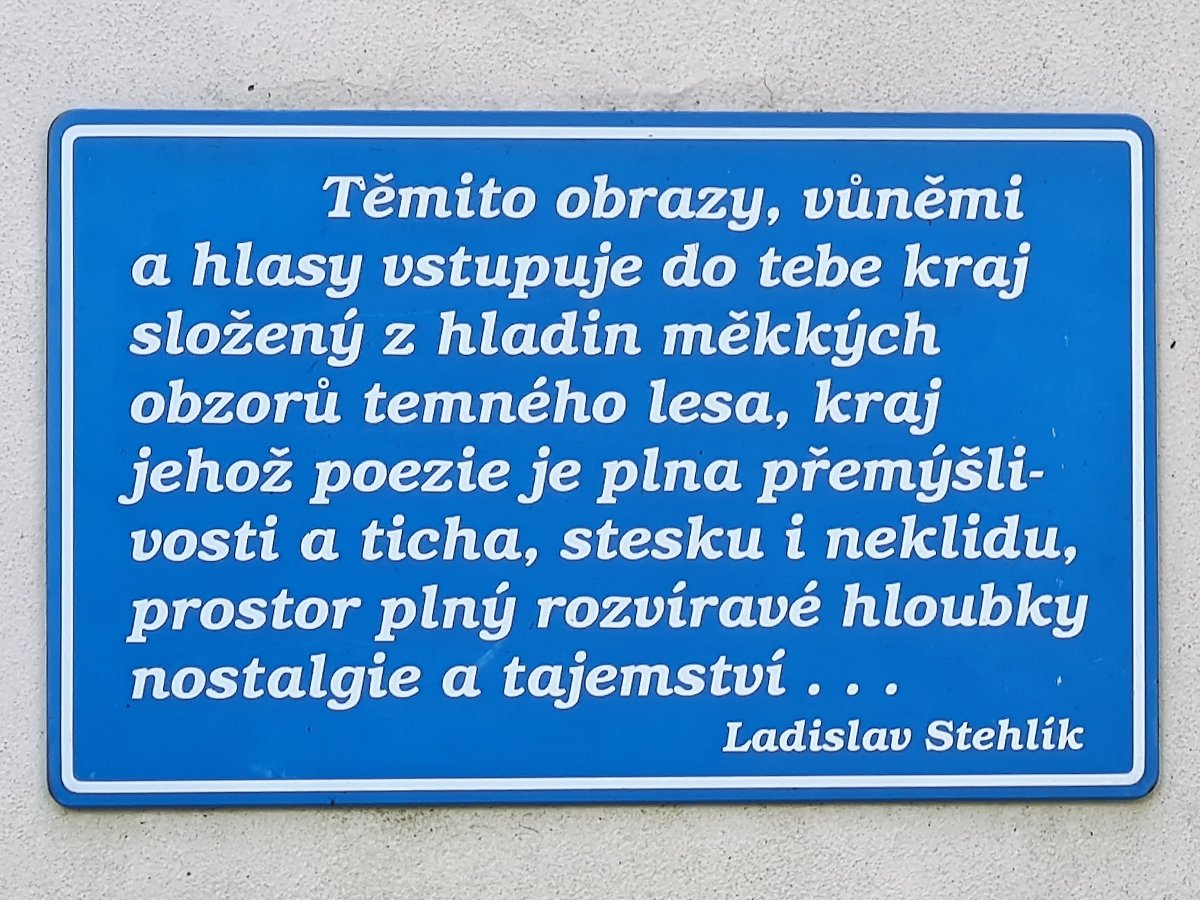 Těmito obrazy, vůněmi
a hlasy vstupuje do tebe kraj
složený z hladin měkkých
obzorů temného lesa, kraj
jehož poezie je plna přemýšli-
vosti a ticha, stesku i neklidu,
prostor plný rozvíravé hloubky
nostalgie a tajemství . . .
Ladislav Stehlík